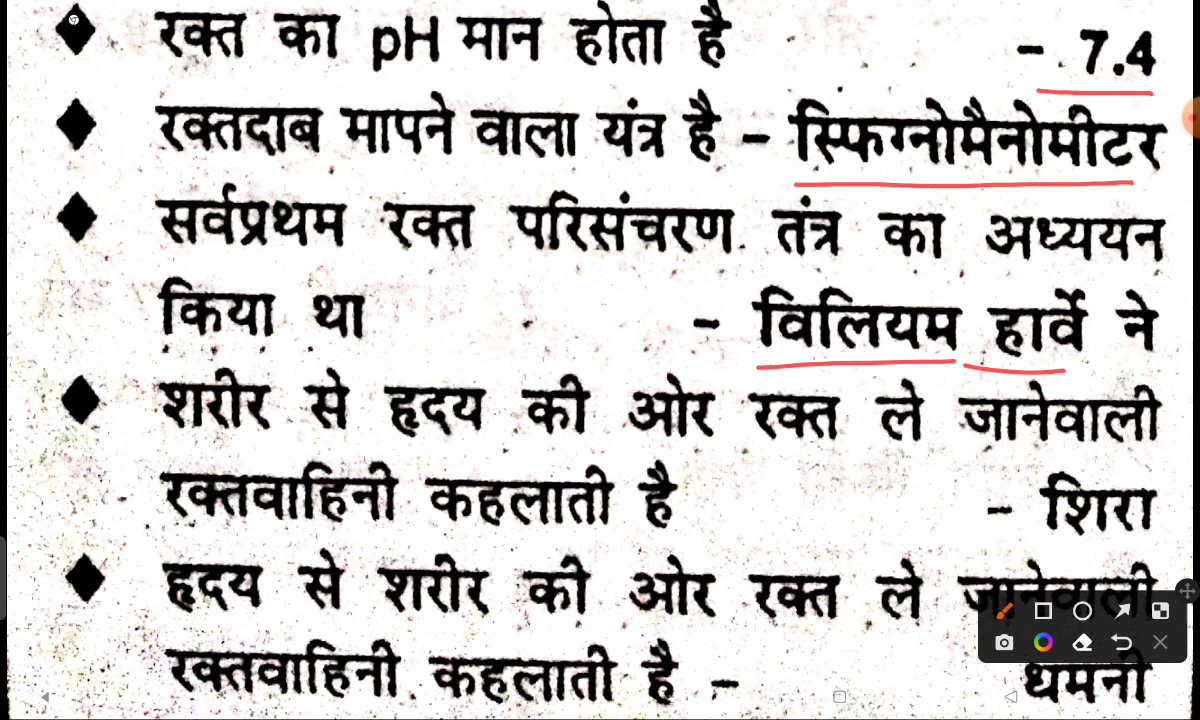 ◆ रक्त का pH मान होता है - 7.4
◆ रक्तदाब मापने वाला यंत्र है - स्फिग्नोमैनोमीटर
◆ सर्वप्रथम रक्त परिसंचरण तंत्र का अध्ययन
किया था - विलियम हार्वे ने
◆ शरीर से हृदय की ओर रक्त ले जानेवाली
रक्तवाहिनी कहलाती है - शिरा
◆ हृदय से शरीर की ओर रक्त ले जानेवाली
रक्तवाहिनी कहलाती है - धमनी